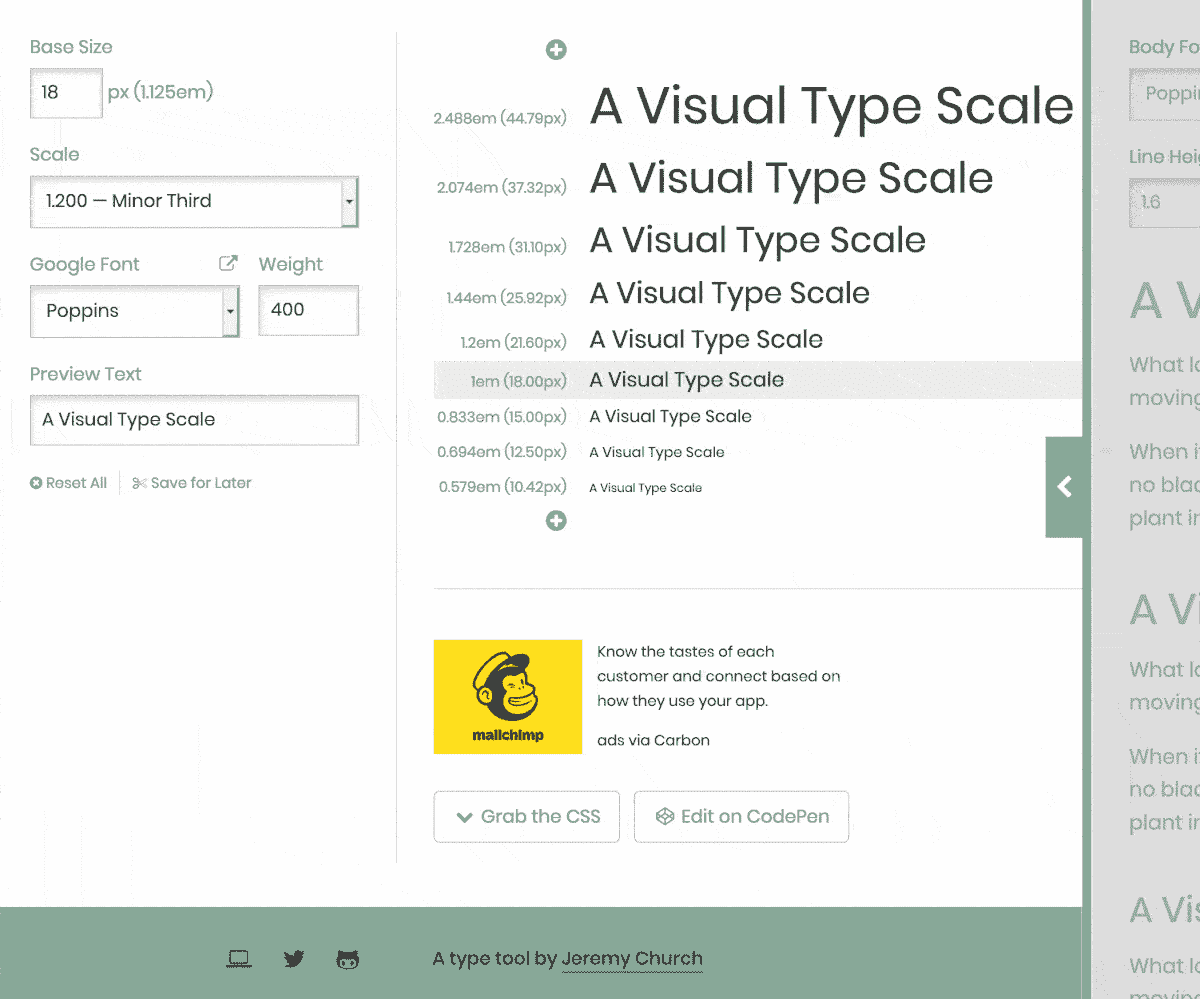 Base Size
18 px (1.125em)
Scale
1.200 — Minor Third
Google Font Weight
Poppins 400
Preview Text
A Visual Type Scale
Reset All Save for Later
2.488em (44.79px) A Visual Type Scale
2.074em (37.32px) A Visual Type Scale
1.728em (31.10px) A Visual Type Scale
1.44em (25.92px) A Visual Type Scale
1.2em (21.60px) A Visual Type Scale
1em (18.00px) A Visual Type Scale
0.833em (15.00px) A Visual Type Scale
0.694em (12.50px) A Visual Type Scale
0.579em (10.42px) A Visual Type Scale
mailchimp
Know the tastes of each
customer and connect based on
how they use your app.
ads via Carbon
Grab the CSS Edit on CodePen
A type tool by Jeremy Church
Body Fo
Poppi
Line Hei
1.6
A V
What lo
moving
When i
no blac
plant in
A Vi
What lo
moving
When i
no blac
plant in
A Vis
What lo